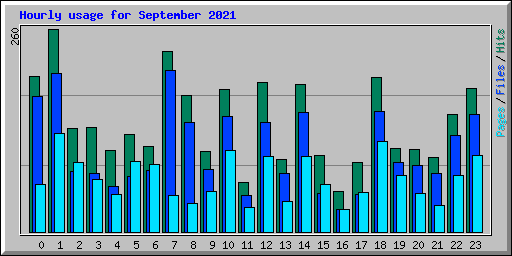 Hourly usage for September 2021
260
Pages/Files/Hits
0 1 2 3 4 5 6 7 8 9 10 11 12 13 14 15 16 17 18 19 20 21 22 23